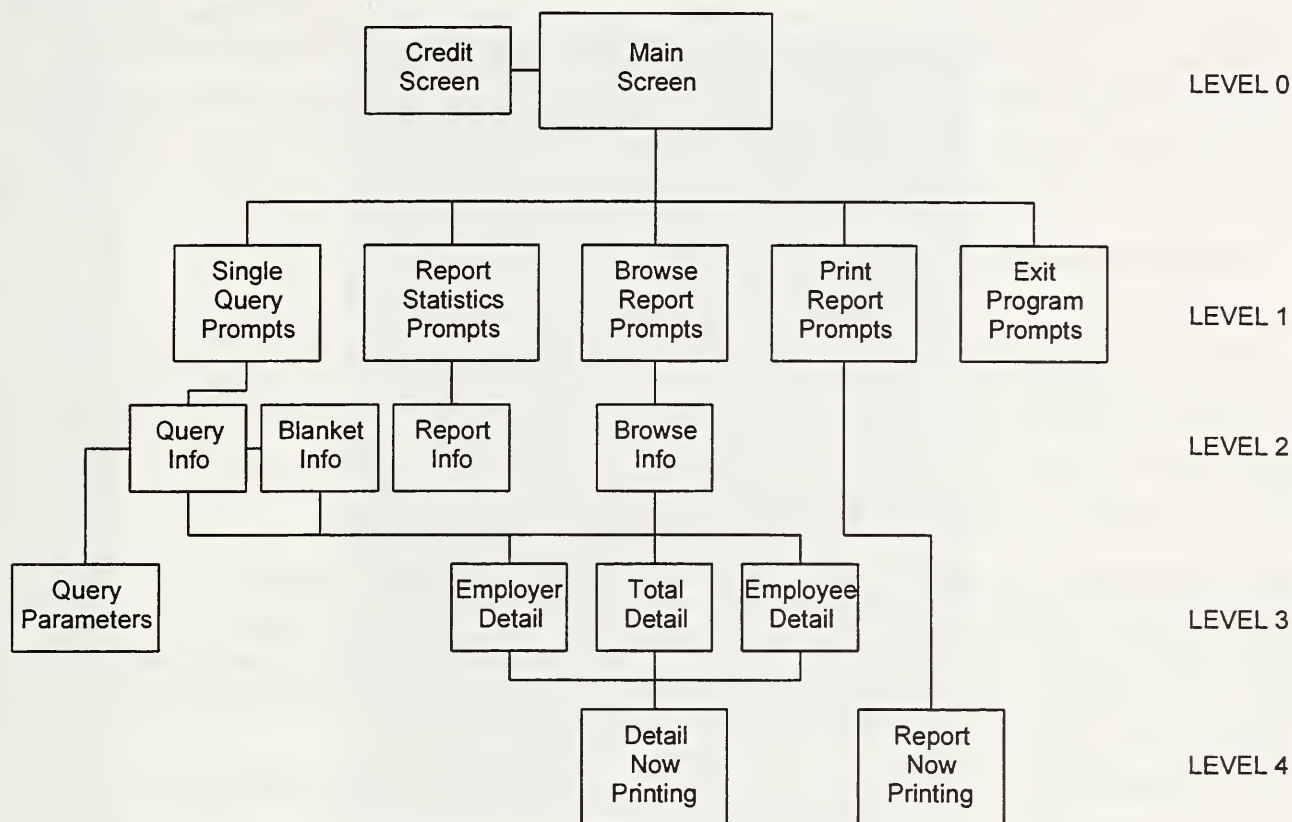 Credit
Screen
Main
Screen
LEVEL 0
Single
Query
Prompts
Report
Statistics
Prompts
Browse
Report
Prompts
Print
Report
Prompts
Exit
Program
Prompts
LEVEL 1
Query
Info
Blanket
Info
Report
Info
Browse
Info
LEVEL 2
Query
Parameters
Employer
Detail
Total
Detail
Employee
Detail
LEVEL 3
Detail
Now
Printing
Report
Now
Printing
LEVEL 4